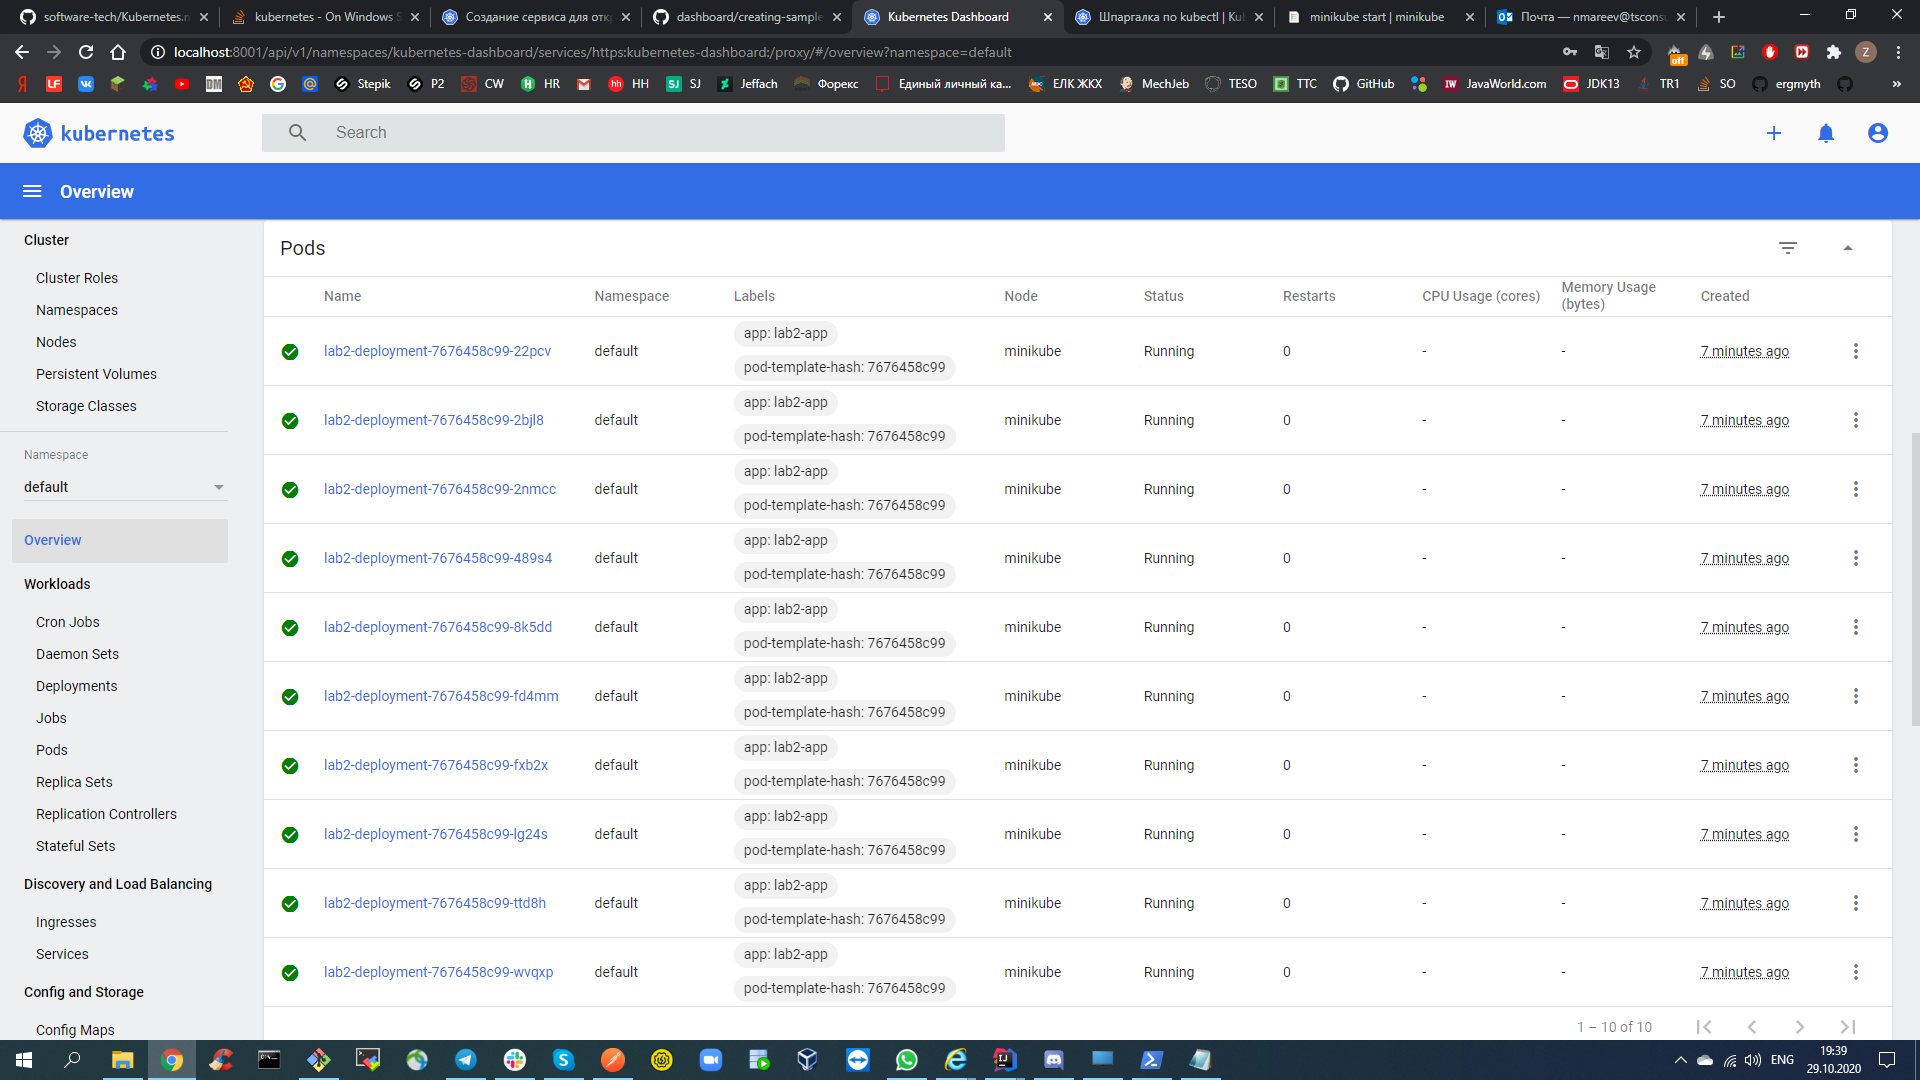 software-tech/Kubernetes.m
kubernetes - On Windows S
Создание сервиса для отк
dashboard/creating-sample
Kubernetes Dashboard
Шпаргалка по kubectl | Ku
minikube start | minikube
Почта — nmareev@tscons
localhost:8001/api/v1/namespaces/kubernetes-dashboard/services/https:kubernetes-dashboard:/proxy/#/overview?namespace=default
off
Z
Stepik
P2
CW
HR
HH
SJ
Jeffach
Форекс
Единый личный ка...
ЕЛК ЖКХ
MechJeb
TESO
TTC
GitHub
JavaWorld.com
JDK13
TR1
SO
ergmyth
»
kubernetes
Search
Overview
Cluster
Cluster Roles
Namespaces
Nodes
Persistent Volumes
Storage Classes
Namespace
default
Overview
Workloads
Cron Jobs
Daemon Sets
Deployments
Jobs
Pods
Replica Sets
Replication Controllers
Stateful Sets
Discovery and Load Balancing
Ingresses
Services
Config and Storage
Config Maps
Pods
Name Namespace Labels Node Status Restarts CPU Usage (cores) Memory Usage (bytes) Created
lab2-deployment-7676458c99-22pcv default app: lab2-app pod-template-hash: 7676458c99 minikube Running 0 - - 7 minutes ago
lab2-deployment-7676458c99-2bjl8 default app: lab2-app pod-template-hash: 7676458c99 minikube Running 0 - - 7 minutes ago
lab2-deployment-7676458c99-2nmcc default app: lab2-app pod-template-hash: 7676458c99 minikube Running 0 - - 7 minutes ago
lab2-deployment-7676458c99-489s4 default app: lab2-app pod-template-hash: 7676458c99 minikube Running 0 - - 7 minutes ago
lab2-deployment-7676458c99-8k5dd default app: lab2-app pod-template-hash: 7676458c99 minikube Running 0 - - 7 minutes ago
lab2-deployment-7676458c99-fd4mm default app: lab2-app pod-template-hash: 7676458c99 minikube Running 0 - - 7 minutes ago
lab2-deployment-7676458c99-fxb2x default app: lab2-app pod-template-hash: 7676458c99 minikube Running 0 - - 7 minutes ago
lab2-deployment-7676458c99-lg24s default app: lab2-app pod-template-hash: 7676458c99 minikube Running 0 - - 7 minutes ago
lab2-deployment-7676458c99-ttd8h default app: lab2-app pod-template-hash: 7676458c99 minikube Running 0 - - 7 minutes ago
lab2-deployment-7676458c99-wvqxp default app: lab2-app pod-template-hash: 7676458c99 minikube Running 0 - - 7 minutes ago
1 – 10 of 10
ENG
19:39
29.10.2020